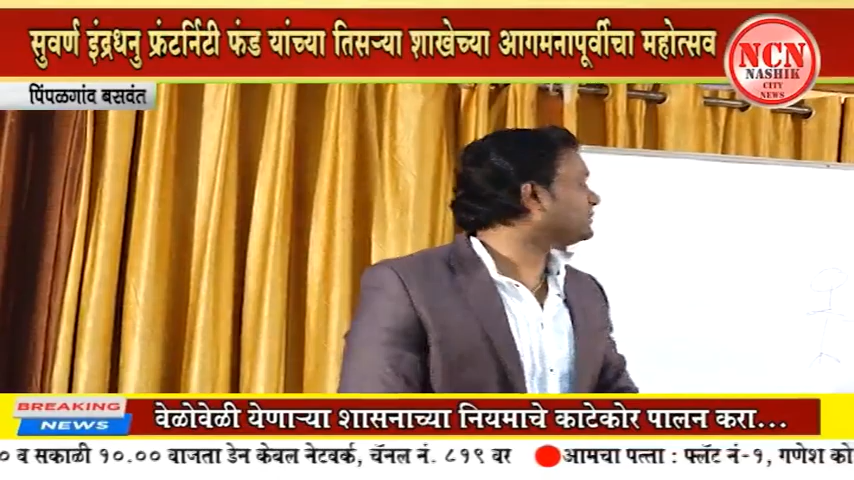 सुवर्ण इंद्रधनु फ्रंटर्निटी फंड यांच्या तिसऱ्या शाखेच्या आगमनापूर्वीचा महोत्सव
NCN
NASHIK
CITY
NEWS
पिंपळगांव बसवंत
BREAKING
NEWS
वेळोवेळी येणाऱ्या शासनाच्या नियमाचे काटेकोर पालन करा...
० व सकाळी १०.०० वाजता डेन केबल नेटवर्क, चॅनल नं. ८१९ वर आमचा पत्ता : फ्लॅट नं-१, गणेश को